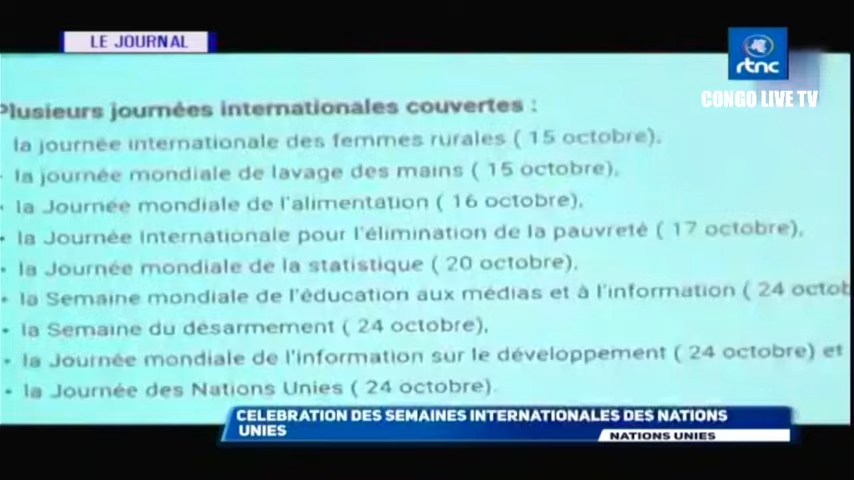 LE JOURNAL
rtnc
CONGO LIVE TV
Plusieurs journées internationales couvertes :
la journée internationale des femmes rurales ( 15 octobre),
• la journée mondiale de lavage des mains ( 15 octobre),
• la Journée mondiale de l'alimentation ( 16 octobre),
• la Journée Internationale pour l'élimination de la pauvreté ( 17 octobre),
• la Journée mondiale de la statistique ( 20 octobre),
• la Semaine mondiale de l'éducation aux médias et à l'information ( 24 octob
• la Semaine du désarmement ( 24 octobre),
• la Journée mondiale de l'information sur le développement ( 24 octobre) et
• la Journée des Nations Unies ( 24 octobre).
CELEBRATION DES SEMAINES INTERNATIONALES DES NATIONS
UNIES
NATIONS UNIES